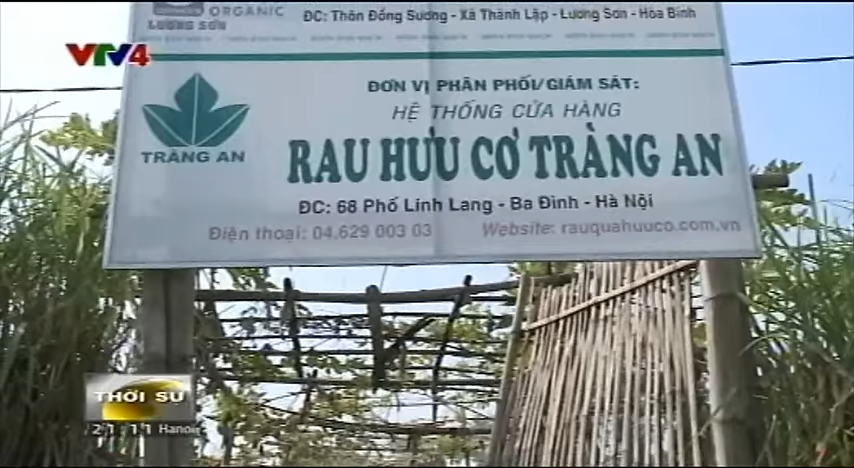 ORGANIC
LƯƠNG SƠN
ĐC: Thôn Đồng Sương - Xã Thành Lập - Lương Sơn - Hòa Bình
VTV4
TRÀNG AN
ĐƠN VỊ PHÂN PHỐI/GIÁM SÁT:
HỆ THỐNG CỬA HÀNG
RAU HỮU CƠ TRÀNG AN
ĐC: 68 Phố Linh Lang - Ba Đình - Hà Nội
Điện thoại: 04.629 003 03
Website: rauquahuuco.com.vn
THỜI SỰ
21:11 Hanoi